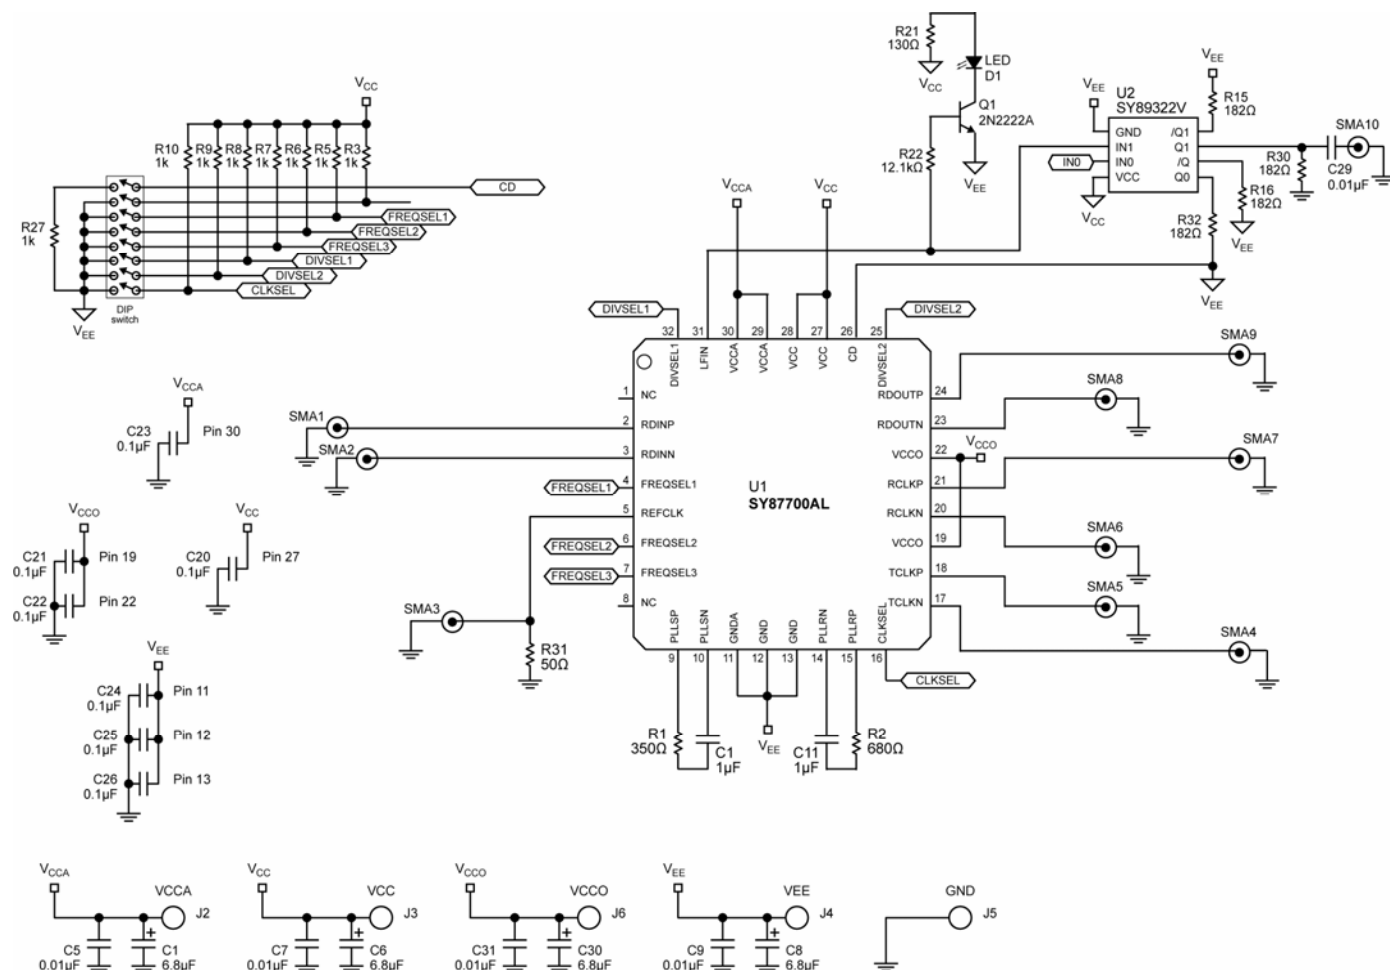 R21
130Ω
VCC
LED
D1
Q1
2N2222A
R22
12.1kΩ
VEE
VEE
U2
SY89322V
GND
IN1
IN0
VCC
/Q1
Q1
/Q
Q0
IN0
VCC
VEE
R15
182Ω
SMA10
R30
182Ω
C29
0.01µF
R16
182Ω
VEE
R32
182Ω
VEE
VCC
R10
1k
R9
1k
R8
1k
R7
1k
R6
1k
R5
1k
R3
1k
R27
1k
CD
FREQSEL1
FREQSEL2
FREQSEL3
DIVSEL1
DIVSEL2
CLKSEL
VEE
DIP
switch
VCCA
VCC
DIVSEL1
DIVSEL2
32
31
30
29
28
27
26
25
DIVSEL1
LFIN
VCCA
VCCA
VCC
VCC
CD
DIVSEL2
U1
SY87700AL
1
NC
2
RDINP
3
RDINN
4
FREQSEL1
5
REFCLK
6
FREQSEL2
7
FREQSEL3
8
NC
SMA1
SMA2
FREQSEL1
FREQSEL2
FREQSEL3
SMA3
R31
50Ω
RDOUTP
24
RDOUTN
23
VCCO
22
RCLKP
21
RCLKN
20
VCCO
19
TCLKP
18
TCLKN
17
VCCO
SMA9
SMA8
SMA7
SMA6
SMA5
SMA4
PLLSP
PLLSN
GNDA
GND
GND
PLLRN
PLLRP
CLKSEL
9
10
11
12
13
14
15
16
CLKSEL
R1
350Ω
C1
1µF
VEE
C11
1µF
R2
680Ω
VCCA
C23
0.1µF
Pin 30
VCCO
C21
0.1µF
Pin 19
C22
0.1µF
Pin 22
VCC
C20
0.1µF
Pin 27
VEE
C24
0.1µF
Pin 11
C25
0.1µF
Pin 12
C26
0.1µF
Pin 13
VCCA
VCCA
J2
C5
0.01µF
+
C1
6.8µF
VCC
VCC
J3
C7
0.01µF
+
C6
6.8µF
VCCO
VCCO
J6
C31
0.01µF
+
C30
6.8µF
VEE
VEE
J4
C9
0.01µF
+
C8
6.8µF
GND
J5